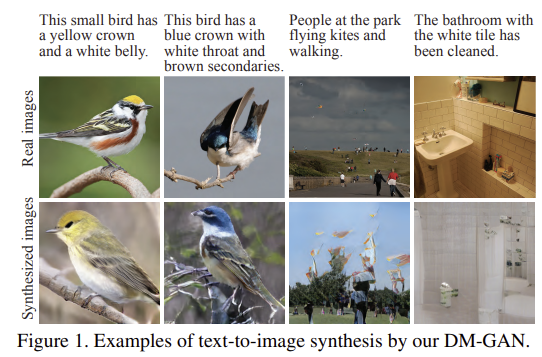 This small bird has
a yellow crown
and a white belly.
This bird has a
blue crown with
white throat and
brown secondaries.
People at the park
flying kites and
walking.
The bathroom with
the white tile has
been cleaned.
Real images
Synthesized images
Figure 1. Examples of text-to-image synthesis by our DM-GAN.